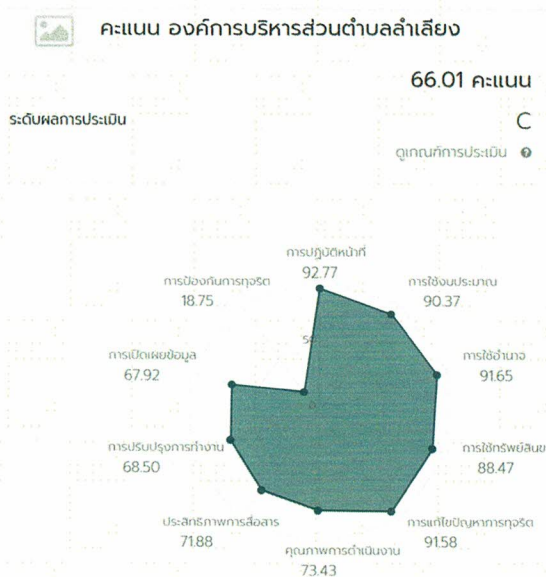 คะแนน องค์การบริหารส่วนตำบลลำเลียง
66.01 คะแนน
ระดับผลการประเมิน
C
ดูเกณฑ์การประเมิน
การปฏิบัติหน้าที่
92.77
การป้องกันการทุจริต
18.75
การใช้งบประมาณ
90.37
การเปิดเผยข้อมูล
67.92
การใช้อำนาจ
91.65
การปรับปรุงการทำงาน
68.50
การใช้ทรัพย์สินข
88.47
ประสิทธิภาพการสื่อสาร
71.88
การแก้ไขปัญหาการทุจริต
91.58
คุณภาพการดำเนินงาน
73.43